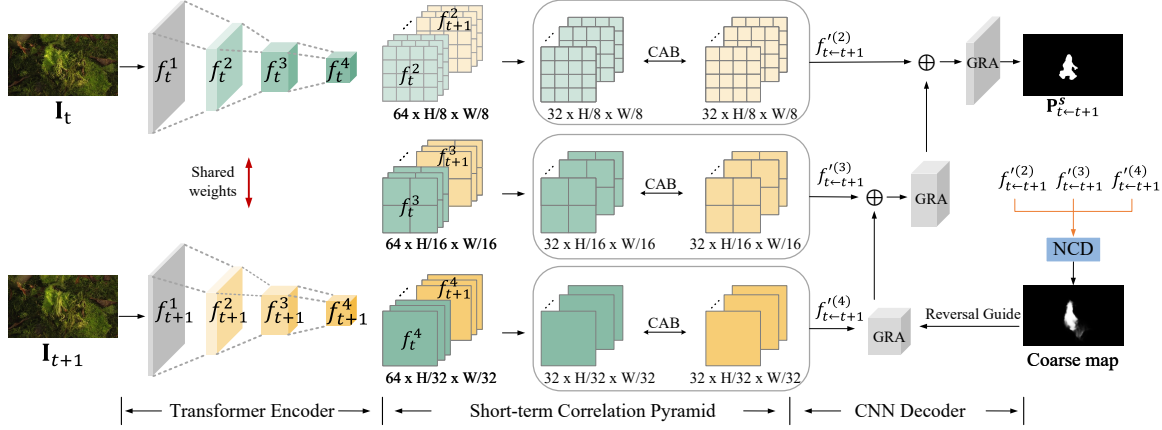 I_t
f_t^1
f_t^2
f_t^3
f_t^4
Shared
weights
I_{t+1}
f_{t+1}^1
f_{t+1}^2
f_{t+1}^3
f_{t+1}^4
f_{t+1}^2
f_t^2
64 x H/8 x W/8
f_{t+1}^3
f_t^3
64 x H/16 x W/16
f_{t+1}^4
f_t^4
64 x H/32 x W/32
CAB
32 x H/8 x W/8
32 x H/8 x W/8
CAB
32 x H/16 x W/16
32 x H/16 x W/16
CAB
32 x H/32 x W/32
32 x H/32 x W/32
f'^{(2)}_{t←t+1}
f'^{(3)}_{t←t+1}
f'^{(4)}_{t←t+1}
GRA
GRA
GRA
P^s_{t←t+1}
f'^{(2)}_{t←t+1} f'^{(3)}_{t←t+1} f'^{(4)}_{t←t+1}
NCD
Reversal Guide
Coarse map
Transformer Encoder
Short-term Correlation Pyramid
CNN Decoder